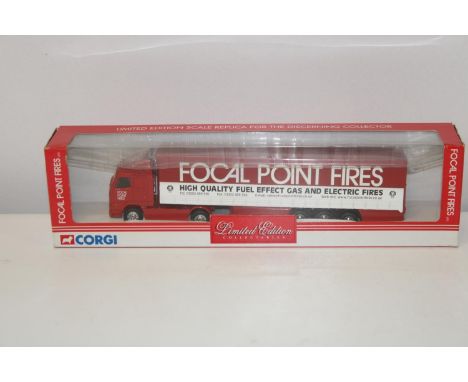 LIMITED EDITION SCALE REPLICA FOR THE DISCERNING COLLECTOR
FOCAL POINT FIRES
FOCAL POINT FIRES
HIGH QUALITY FUEL EFFECT GAS AND ELECTRIC FIRES
FOCAL POINT FIRES
CORGI
Limited Edition
COLLECTABLES